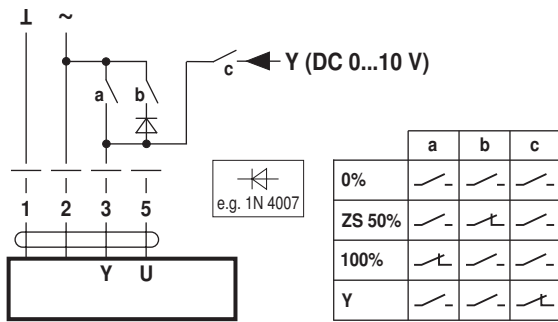 ⊥ ~
a b c Y (DC 0...10 V)
1 2 3 5
Y U
e.g. 1N 4007
a b c
0%
ZS 50%
100%
Y